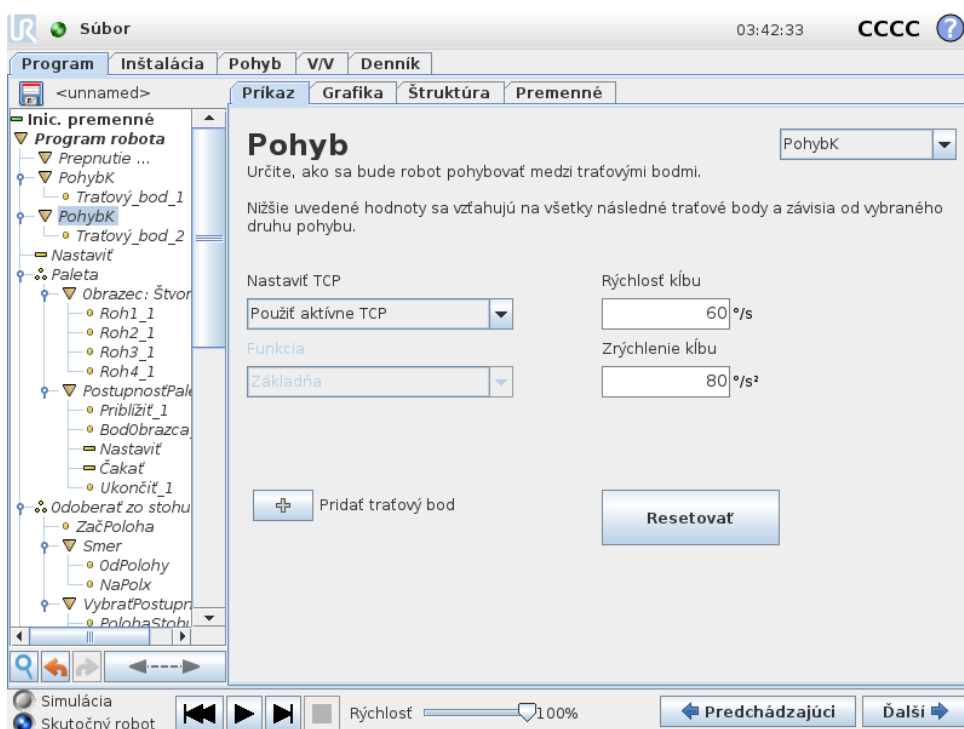 Súbor
03:42:33
CCCC
Program Inštalácia Pohyb V/V Denník
<unnamed>
Príkaz Grafika Štruktúra Premenné
Inic. premenné
Program robota
Prepnutie ...
PohybK
Traťový_bod_1
PohybK
Traťový_bod_2
Nastaviť
Paleta
Obrazec: Štvor
Roh1_1
Roh2_1
Roh3_1
Roh4_1
PostupnosťPale
Priblížiť_1
BodObrazca
Nastaviť
Čakať
Ukončiť_1
Odoberať zo stohu
ZačPoloha
Smer
OdPolohy
NaPolx
VybraťPostupn
PolohaStohu
Pohyb
PohybK
Určite, ako sa bude robot pohybovať medzi traťovými bodmi.
Nižšie uvedené hodnoty sa vzťahujú na všetky následné traťové body a závisia od vybraného
druhu pohybu.
Nastaviť TCP
Rýchlosť kĺbu
Použiť aktívne TCP
60 °/s
Funkcia
Zrýchlenie kĺbu
Základňa
80 °/s²
Pridať traťový bod
Resetovať
Simulácia
Skutočný robot
Rýchlosť
100%
Predchádzajúci
Ďalší